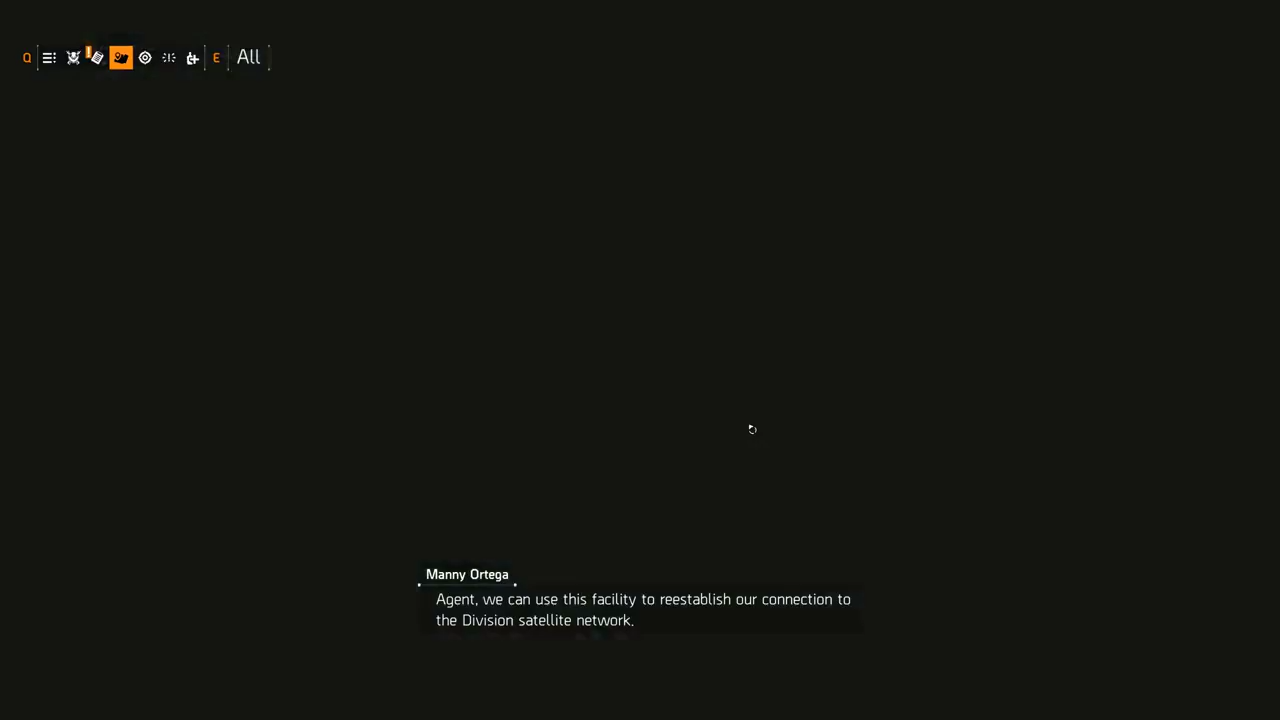 Q
E
All
Manny Ortega
Agent, we can use this facility to reestablish our connection to
the Division satellite network.